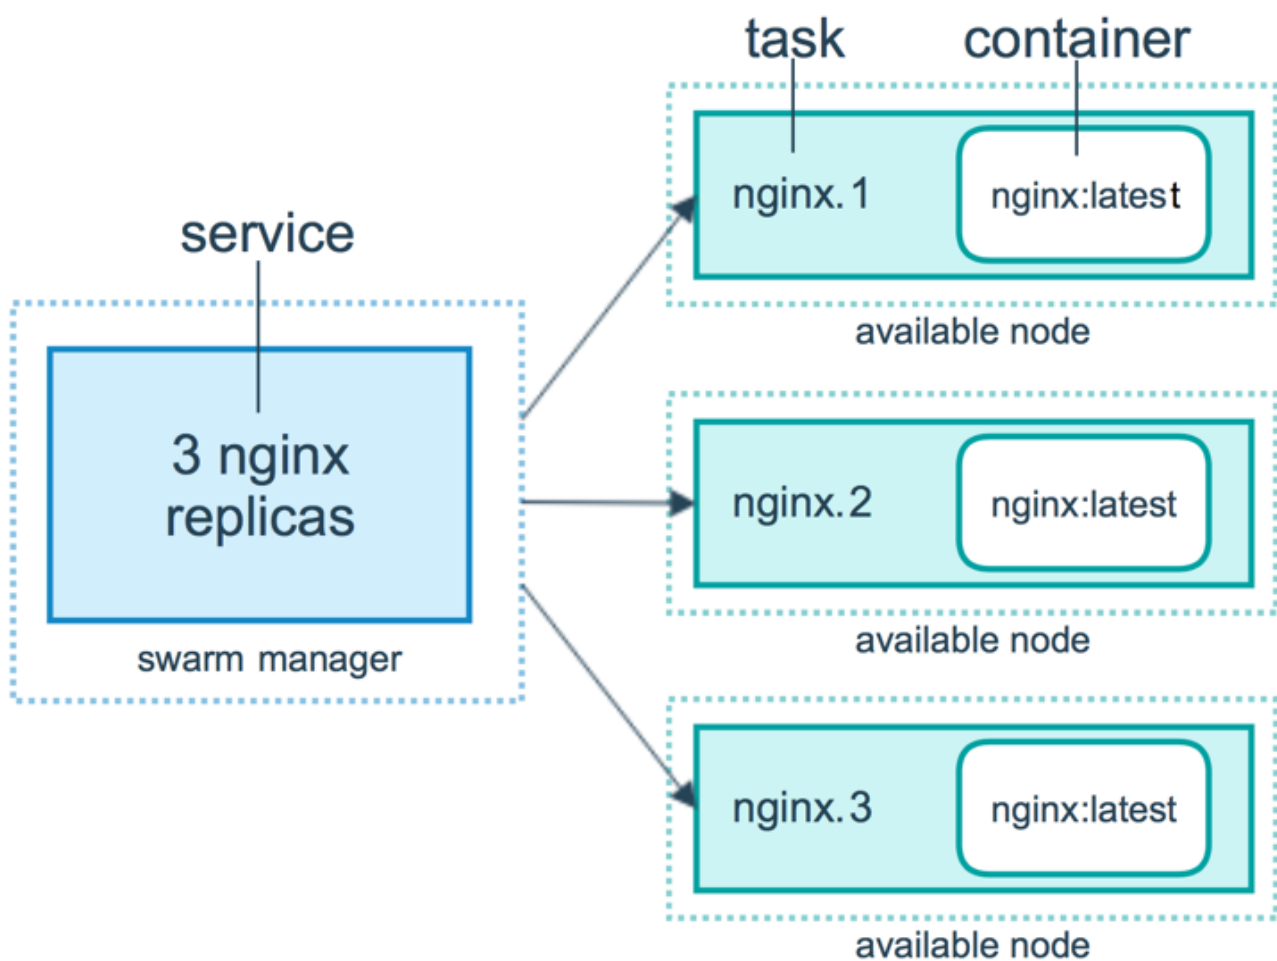 task
container
nginx.1
nginx:latest
available node
service
3 nginx
replicas
swarm manager
nginx.2
nginx:latest
available node
nginx.3
nginx:latest
available node